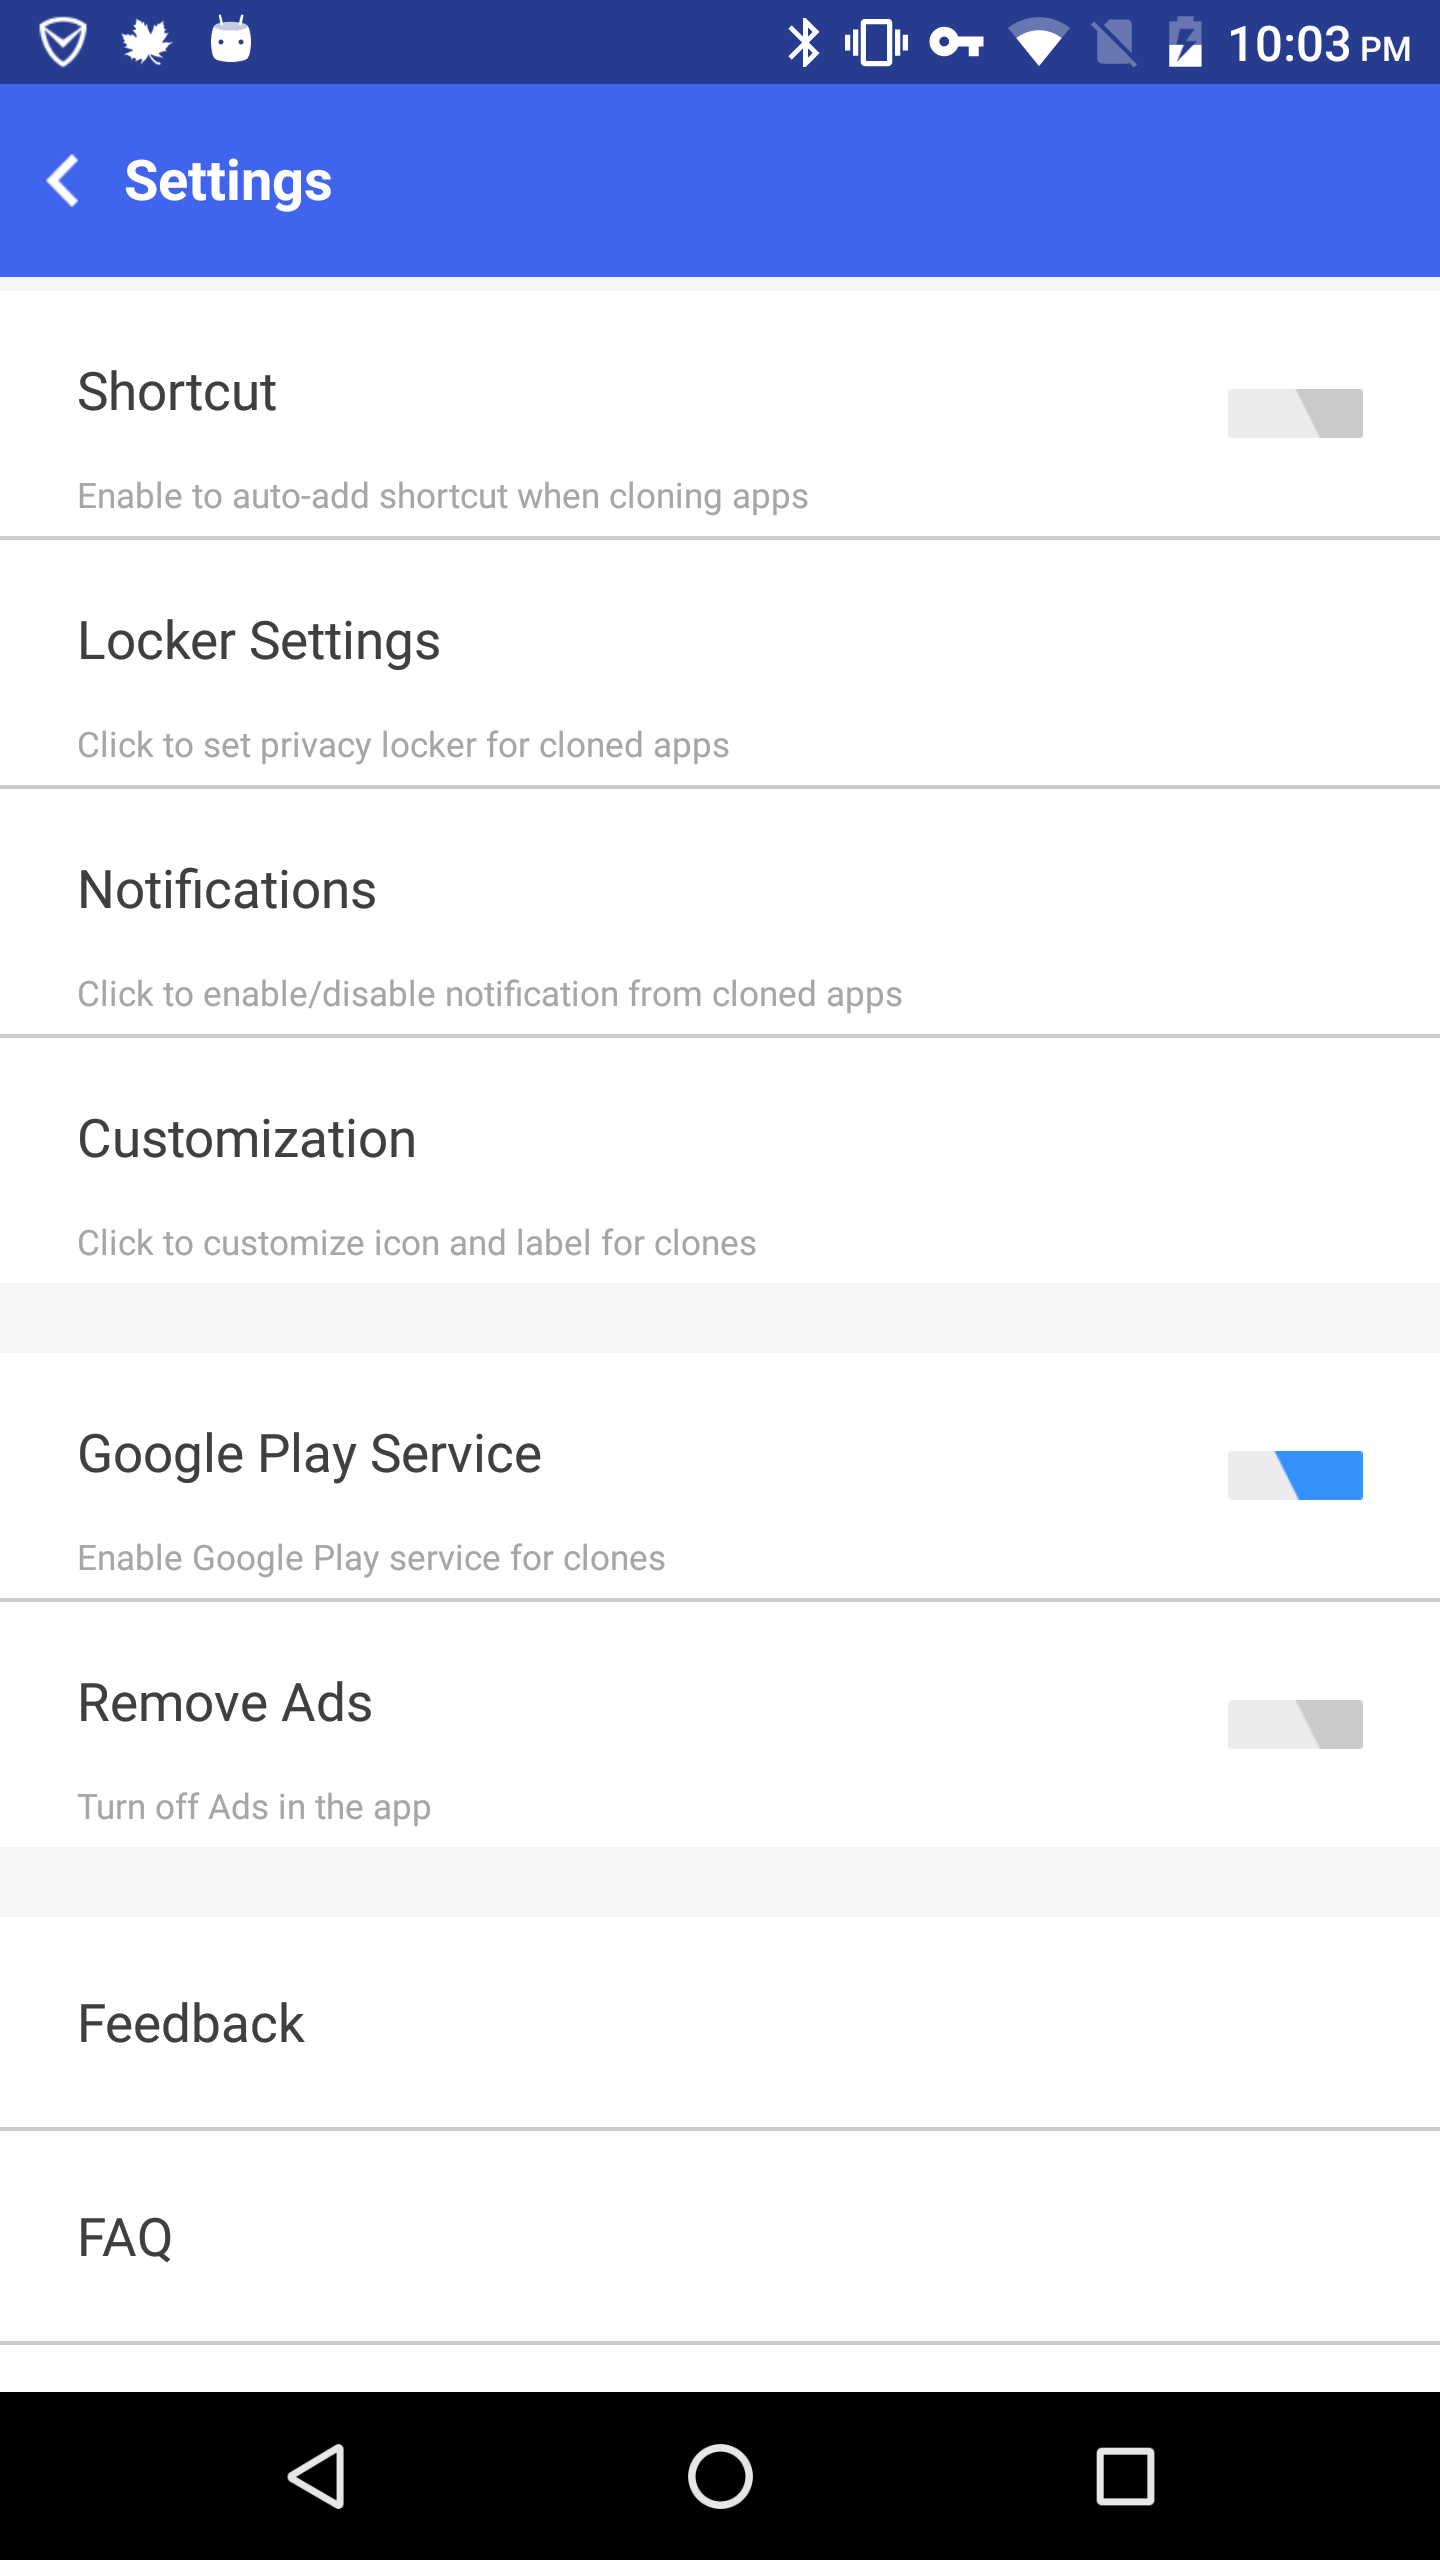 10:03 PM
Settings
Shortcut
Enable to auto-add shortcut when cloning apps
Locker Settings
Click to set privacy locker for cloned apps
Notifications
Click to enable/disable notification from cloned apps
Customization
Click to customize icon and label for clones
Google Play Service
Enable Google Play service for clones
Remove Ads
Turn off Ads in the app
Feedback
FAQ